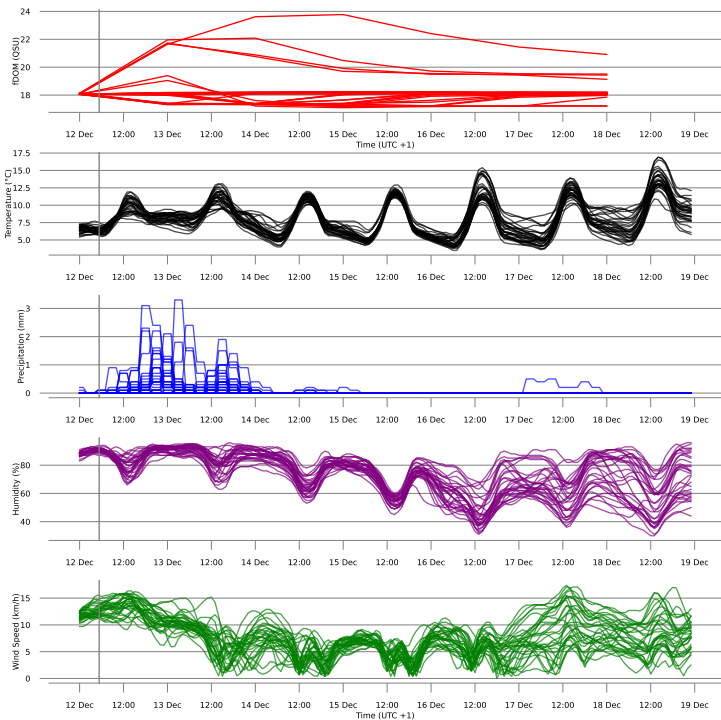 24
22
20
18
fDOM (QSU)
12 Dec 12:00 13 Dec 12:00 14 Dec 12:00 15 Dec 12:00 16 Dec 12:00 17 Dec 12:00 18 Dec 12:00 19 Dec
Time (UTC +1)
17.5
15.0
12.5
10.0
7.5
5.0
Temperature (°C)
12 Dec 12:00 13 Dec 12:00 14 Dec 12:00 15 Dec 12:00 16 Dec 12:00 17 Dec 12:00 18 Dec 12:00 19 Dec
3
2
1
0
Precipitation (mm)
12 Dec 12:00 13 Dec 12:00 14 Dec 12:00 15 Dec 12:00 16 Dec 12:00 17 Dec 12:00 18 Dec 12:00 19 Dec
80
60
40
Humidity (%)
12 Dec 12:00 13 Dec 12:00 14 Dec 12:00 15 Dec 12:00 16 Dec 12:00 17 Dec 12:00 18 Dec 12:00 19 Dec
15
10
5
0
Wind Speed (km/h)
12 Dec 12:00 13 Dec 12:00 14 Dec 12:00 15 Dec 12:00 16 Dec 12:00 17 Dec 12:00 18 Dec 12:00 19 Dec
Time (UTC +1)